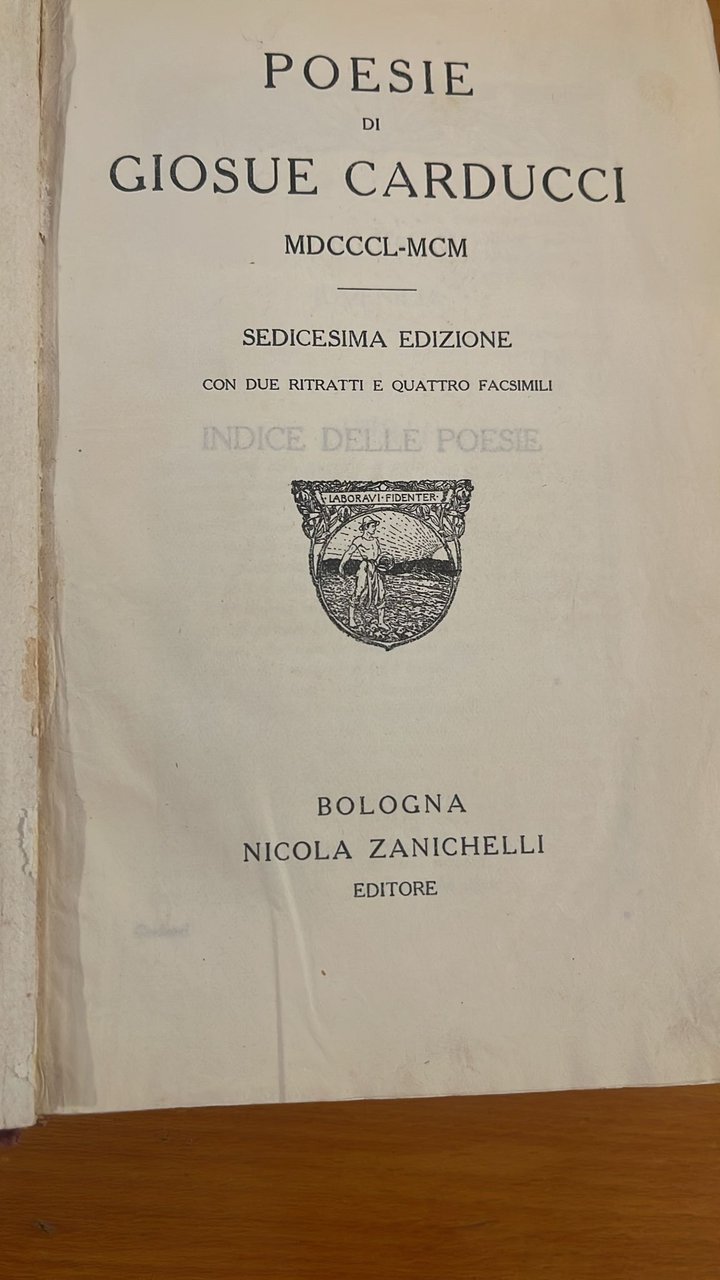 POESIE
DI
GIOSUE CARDUCCI
MDCCCL-MCM
SEDICESIMA EDIZIONE
CON DUE RITRATTI E QUATTRO FACSIMILI
INDICE DELLE POESIE
·LABORAVI·FIDENTER·
BOLOGNA
NICOLA ZANICHELLI
EDITORE